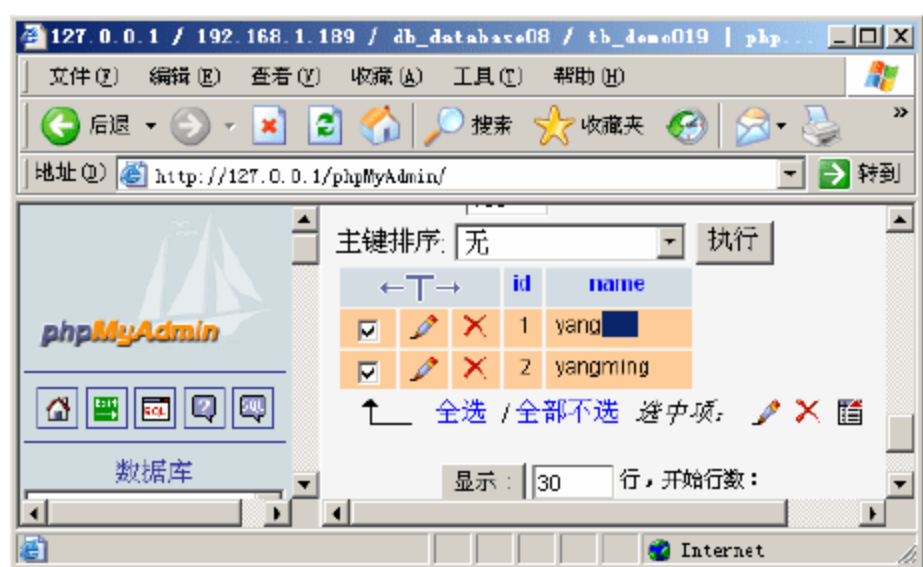 127.0.0.1 / 192.168.1.189 / db_database08 / tb_demo019 | php...
文件(F) 编辑(E) 查看(V) 收藏(A) 工具(T) 帮助(H)
后退 搜索 收藏夹 »
地址(D) http://127.0.0.1/phpMyAdmin/ 转到
主键排序: 无 执行
←T→ id name
phpMyAdmin
1 yang
2 yangming
全选 / 全部不选 选中项:
数据库
显示 : 30 行，开始行数：
Internet